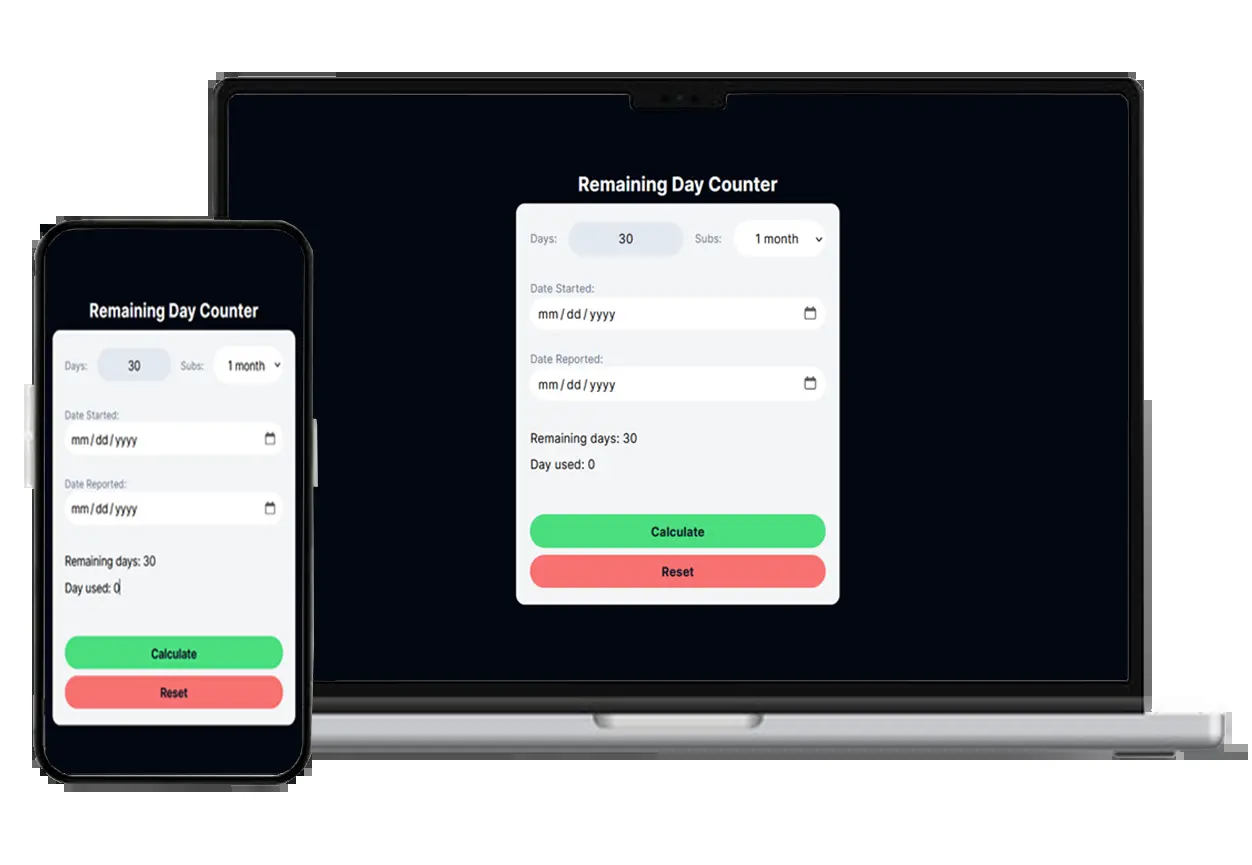 Remaining Day Counter
Days: 30 Subs: 1 month
Date Started:
mm/dd/yyyy
Date Reported:
mm/dd/yyyy
Remaining days: 30
Day used: 0
Calculate
Reset
Remaining Day Counter
Days: 30 Subs: 1 month
Date Started:
mm/dd/yyyy
Date Reported:
mm/dd/yyyy
Remaining days: 30
Day used: 0
Calculate
Reset